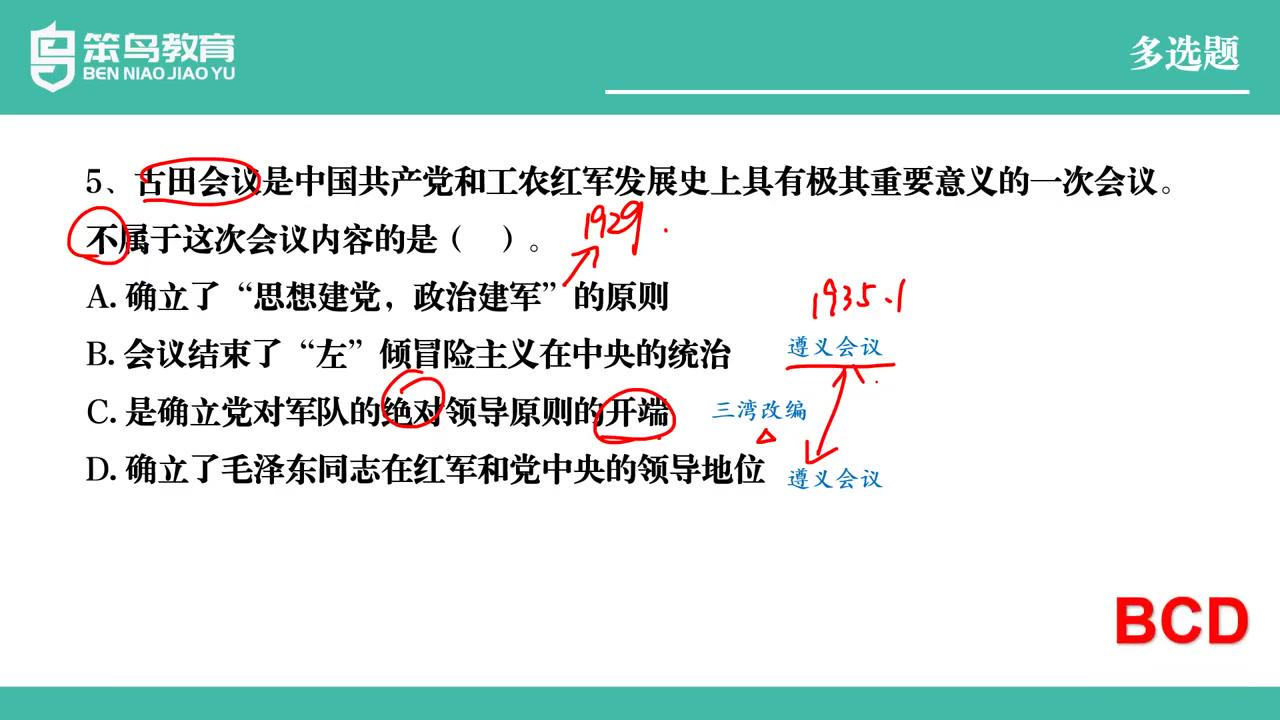 笨鸟教育
BEN NIAO JIAO YU
多选题
5、古田会议是中国共产党和工农红军发展史上具有极其重要意义的一次会议。
不属于这次会议内容的是（　）。
1929.
A. 确立了“思想建党，政治建军”的原则
1935.1
B. 会议结束了“左”倾冒险主义在中央的统治
遵义会议
C. 是确立党对军队的绝对领导原则的开端
三湾改编
D. 确立了毛泽东同志在红军和党中央的领导地位
遵义会议
BCD